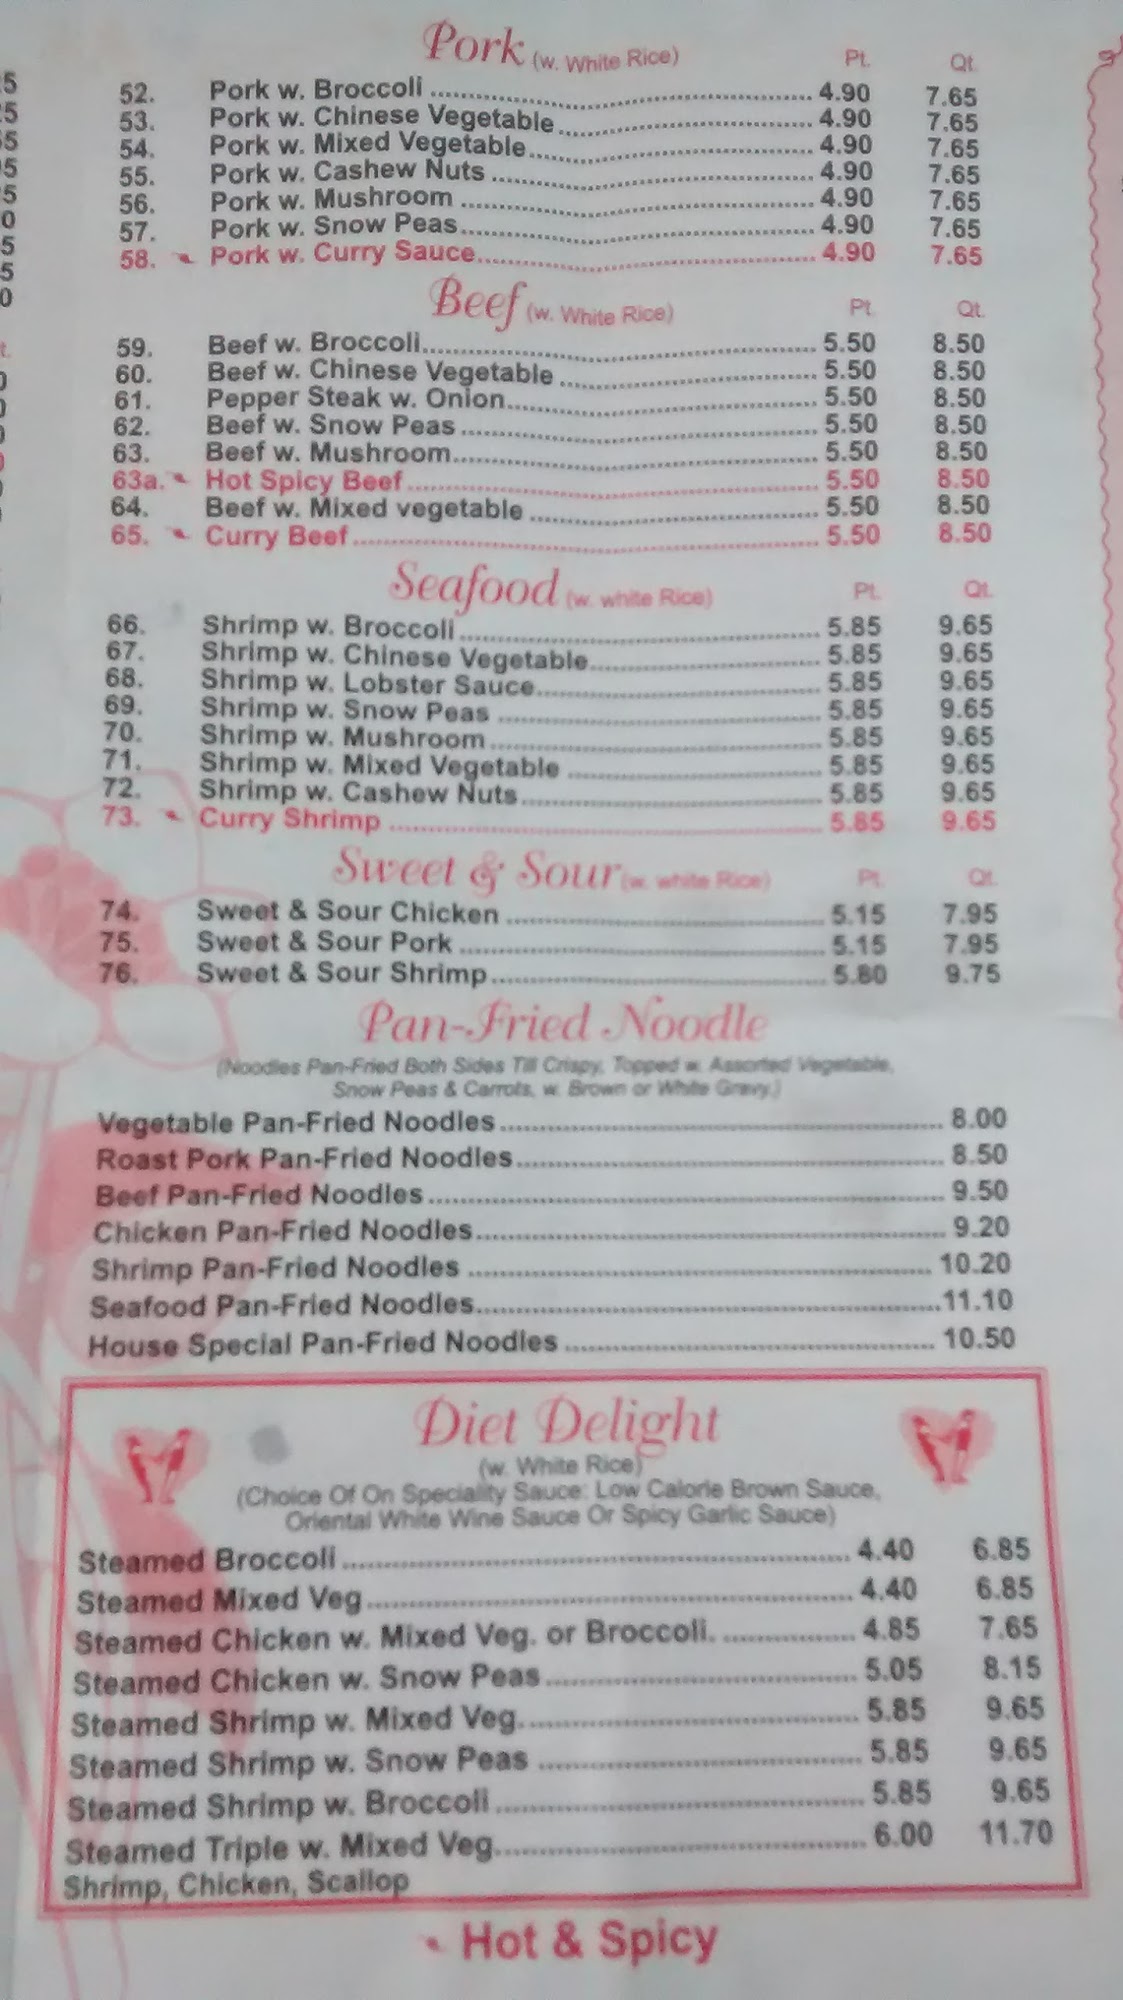 Pork (w. White Rice) Pt. Qt.
52. Pork w. Broccoli 4.90 7.65
53. Pork w. Chinese Vegetable 4.90 7.65
54. Pork w. Mixed Vegetable 4.90 7.65
55. Pork w. Cashew Nuts 4.90 7.65
56. Pork w. Mushroom 4.90 7.65
57. Pork w. Snow Peas 4.90 7.65
58. Pork w. Curry Sauce 4.90 7.65
Beef (w. White Rice) Pt. Qt.
59. Beef w. Broccoli 5.50 8.50
60. Beef w. Chinese Vegetable 5.50 8.50
61. Pepper Steak w. Onion 5.50 8.50
62. Beef w. Snow Peas 5.50 8.50
63. Beef w. Mushroom 5.50 8.50
63a. Hot Spicy Beef 5.50 8.50
64. Beef w. Mixed vegetable 5.50 8.50
65. Curry Beef 5.50 8.50
Seafood (w. white Rice) Pt. Qt.
66. Shrimp w. Broccoli 5.85 9.65
67. Shrimp w. Chinese Vegetable 5.85 9.65
68. Shrimp w. Lobster Sauce 5.85 9.65
69. Shrimp w. Snow Peas 5.85 9.65
70. Shrimp w. Mushroom 5.85 9.65
71. Shrimp w. Mixed Vegetable 5.85 9.65
72. Shrimp w. Cashew Nuts 5.85 9.65
73. Curry Shrimp 5.85 9.65
Sweet & Sour (w. white Rice) Pt. Qt.
74. Sweet & Sour Chicken 5.15 7.95
75. Sweet & Sour Pork 5.15 7.95
76. Sweet & Sour Shrimp 5.80 9.75
Pan-Fried Noodle
(Noodles Pan-Fried Both Sides Till Crispy, Topped w. Assorted Vegetable,
Snow Peas & Carrots, w. Brown or White Gravy.)
Vegetable Pan-Fried Noodles 8.00
Roast Pork Pan-Fried Noodles 8.50
Beef Pan-Fried Noodles 9.50
Chicken Pan-Fried Noodles 9.20
Shrimp Pan-Fried Noodles 10.20
Seafood Pan-Fried Noodles 11.10
House Special Pan-Fried Noodles 10.50
Diet Delight
(w. White Rice)
(Choice Of On Speciality Sauce: Low Calorie Brown Sauce,
Oriental White Wine Sauce Or Spicy Garlic Sauce)
Steamed Broccoli 4.40 6.85
Steamed Mixed Veg 4.40 6.85
Steamed Chicken w. Mixed Veg. or Broccoli. 4.85 7.65
Steamed Chicken w. Snow Peas 5.05 8.15
Steamed Shrimp w. Mixed Veg. 5.85 9.65
Steamed Shrimp w. Snow Peas 5.85 9.65
Steamed Shrimp w. Broccoli 5.85 9.65
Steamed Triple w. Mixed Veg. 6.00 11.70
Shrimp, Chicken, Scallop
Hot & Spicy